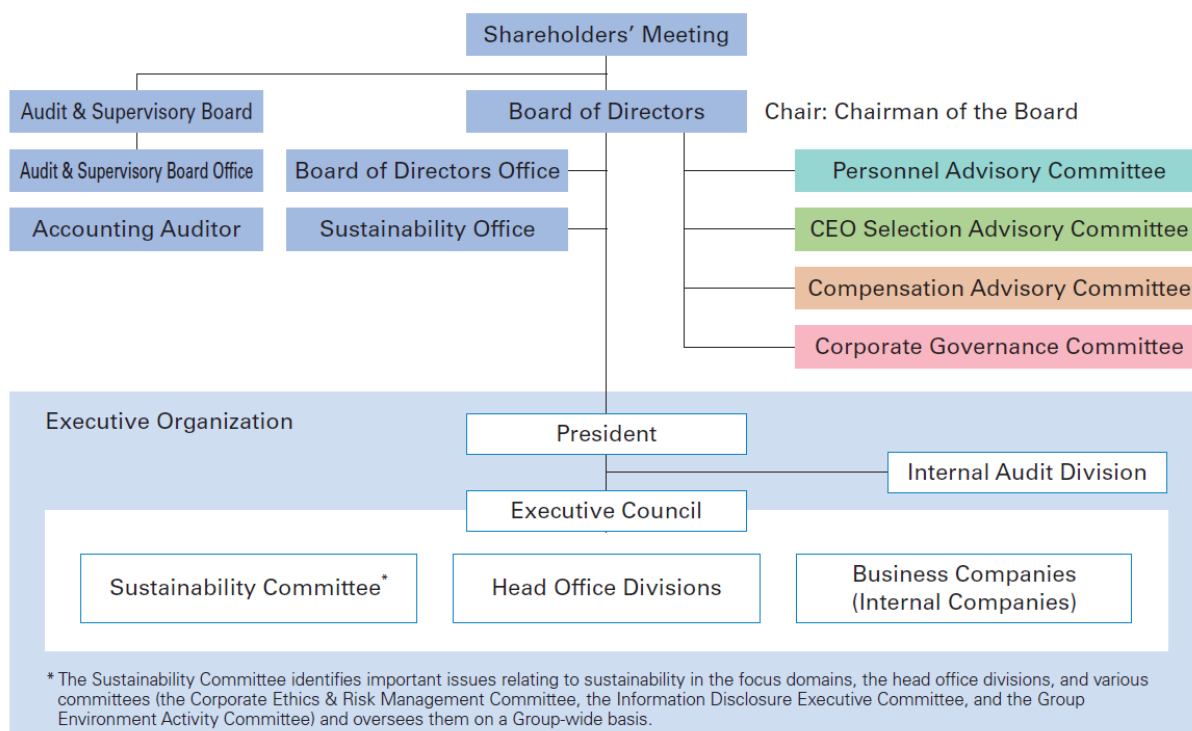 Shareholders’ Meeting
Audit & Supervisory Board
Board of Directors
Chair: Chairman of the Board
Audit & Supervisory Board Office
Board of Directors Office
Personnel Advisory Committee
Accounting Auditor
Sustainability Office
CEO Selection Advisory Committee
Compensation Advisory Committee
Corporate Governance Committee
Executive Organization
President
Internal Audit Division
Executive Council
Sustainability Committee*
Head Office Divisions
Business Companies
(Internal Companies)
* The Sustainability Committee identifies important issues relating to sustainability in the focus domains, the head office divisions, and various
committees (the Corporate Ethics & Risk Management Committee, the Information Disclosure Executive Committee, and the Group
Environment Activity Committee) and oversees them on a Group-wide basis.